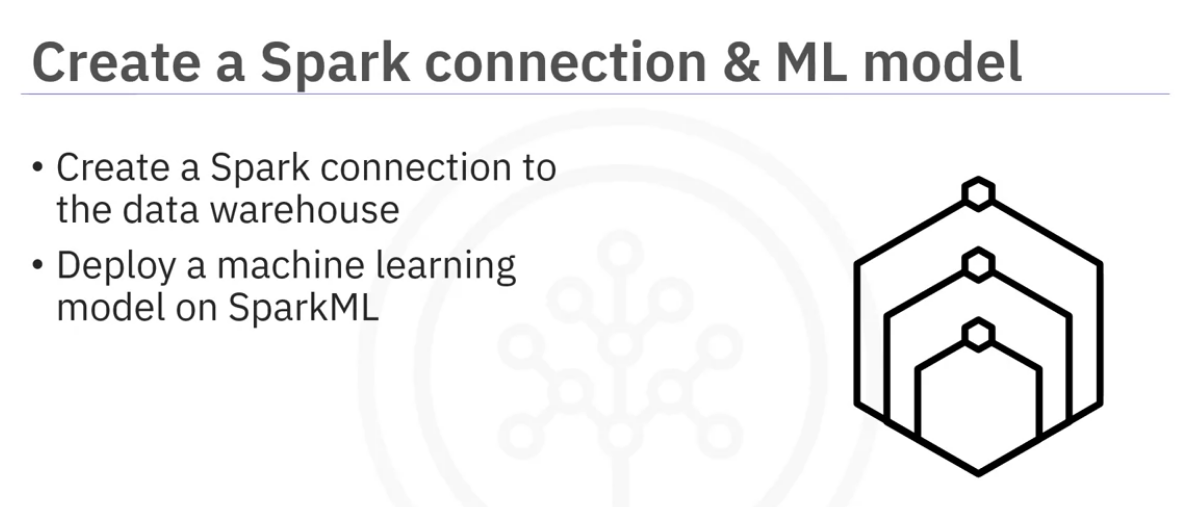 Create a Spark connection & ML model
• Create a Spark connection to
the data warehouse
• Deploy a machine learning
model on SparkML